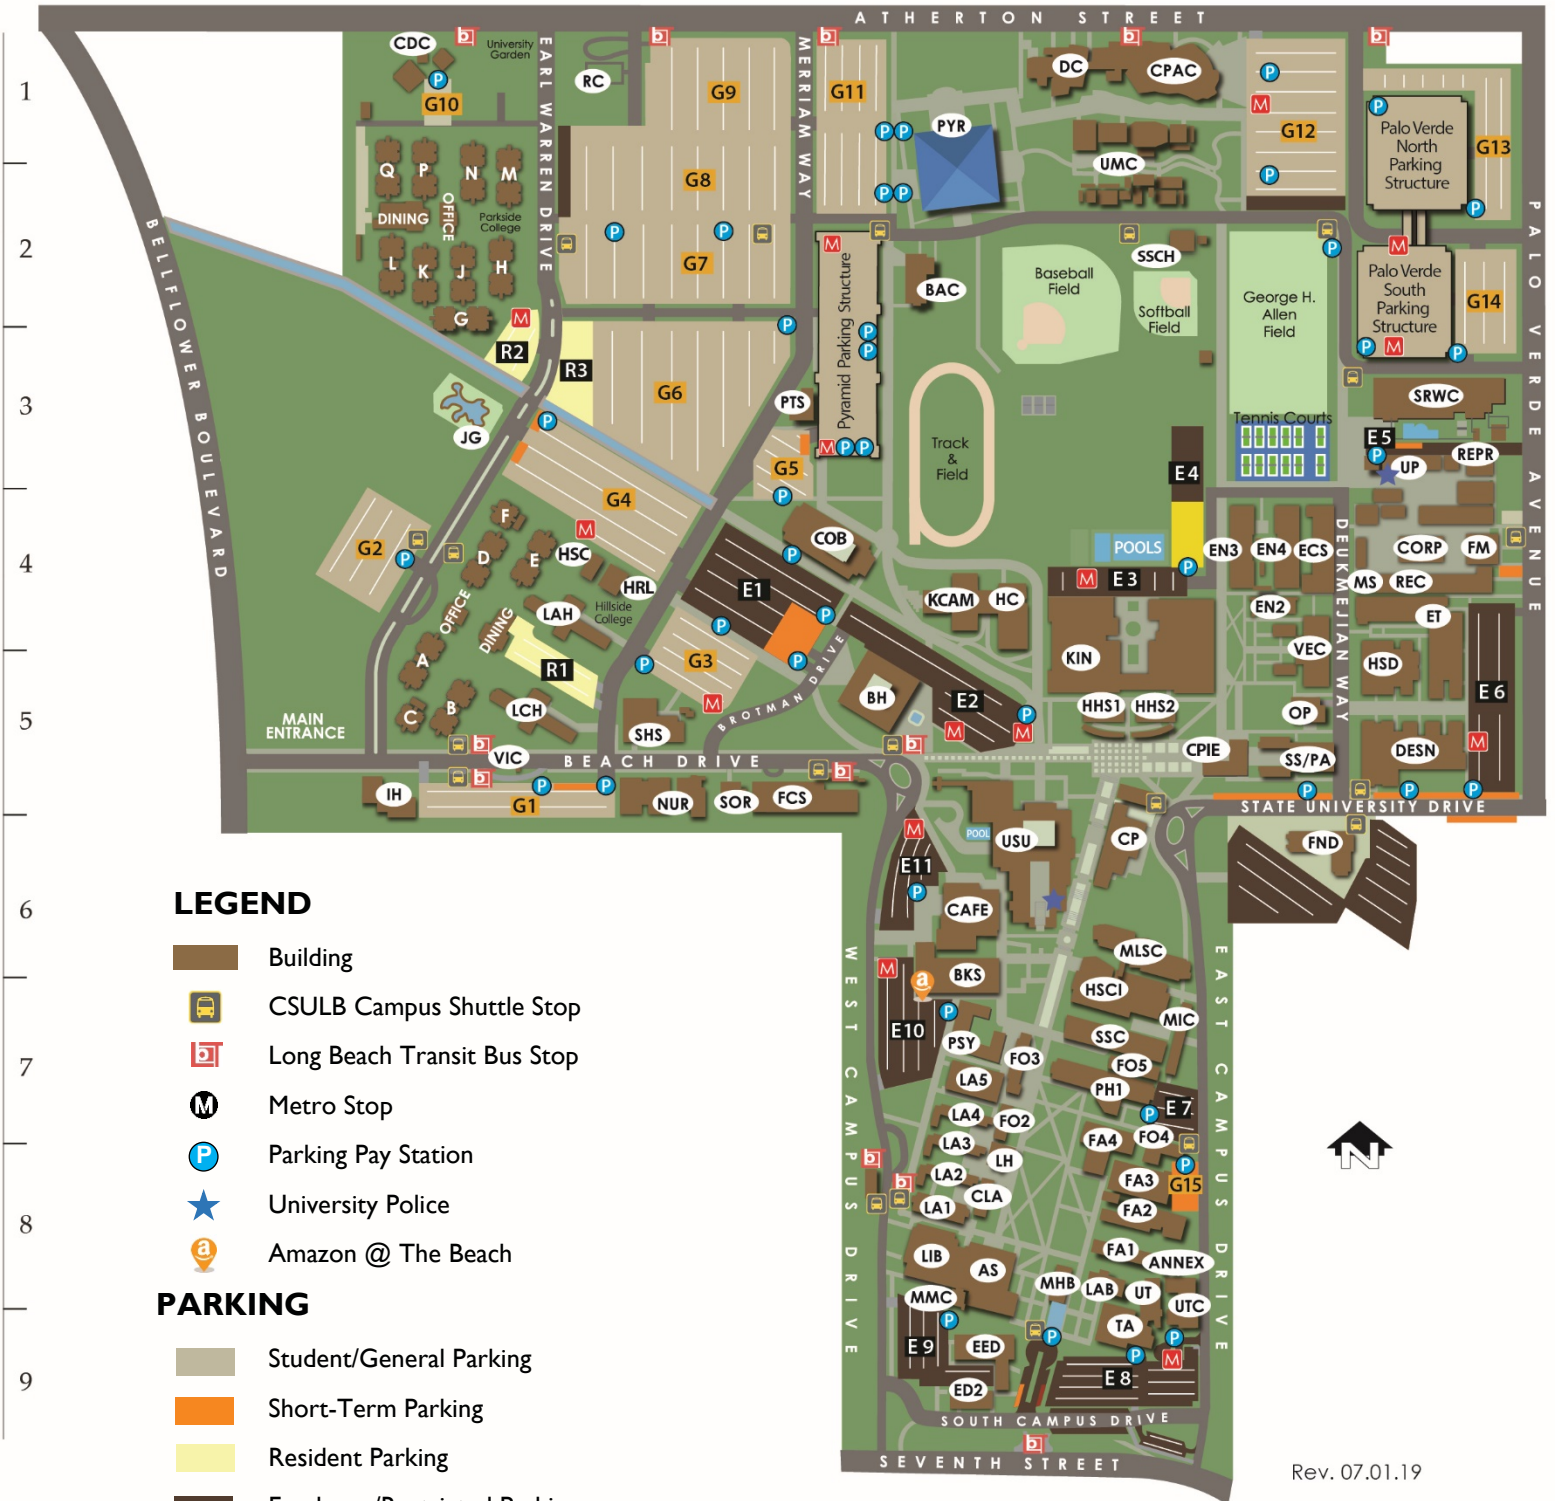 ATHERTON STREET
CDC
University
Garden
EARL WARREN DRIVE
RC
G9
MERRIAM WAY
G11
DC
CPAC
1
G10
PYR
G12
Palo Verde
North
Parking
Structure
G13
UMC
Q
P
N
M
G8
DINING
OFFICE
Parkside
College
PALO VERDE AVENUE
BELLFLOWER BOULEVARD
2
L
K
J
H
G7
SSCH
BAC
Baseball
Field
Softball
Field
George H.
Allen
Field
Palo Verde
South
Parking
Structure
G14
G
R2
R3
Pyramid Parking Structure
3
G6
PTS
SRWC
JG
Tennis Courts
E5
REPR
UP
Track
&
Field
G5
E4
G4
F
G2
D
E
HSC
COB
POOLS
EN3
EN4
ECS
DEUKMEJIAN WAY
CORP
FM
4
HRL
E1
E3
MS
REC
KCAM
HC
EN2
ET
OFFICE
LAH
Hillside
College
DINING
VEC
A
R1
G3
KIN
HSD
BROTMAN DRIVE
BH
E2
E6
C
B
LCH
HHS1
HHS2
OP
5
MAIN
ENTRANCE
SHS
CPIE
SS/PA
DESN
VIC
BEACH DRIVE
IH
G1
NUR
SOR
FCS
STATE UNIVERSITY DRIVE
POOL
USU
CP
FND
E11
6
CAFE
WEST CAMPUS DRIVE
EAST CAMPUS DRIVE
MLSC
BKS
a
HSCI
E10
MIC
PSY
SSC
7
FO3
FO5
LA5
PH1
E7
LA4
FO2
LA3
FA4
FO4
LH
LA2
FA3
G15
CLA
LA1
FA2
8
LIB
FA1
ANNEX
AS
MHB
LAB
UT
MMC
UTC
TA
E9
EED
9
E8
ED2
SOUTH CAMPUS DRIVE
SEVENTH STREET
N
Rev. 07.01.19
LEGEND
Building
CSULB Campus Shuttle Stop
Long Beach Transit Bus Stop
M Metro Stop
P Parking Pay Station
University Police
a Amazon @ The Beach
PARKING
Student/General Parking
Short-Term Parking
Resident Parking